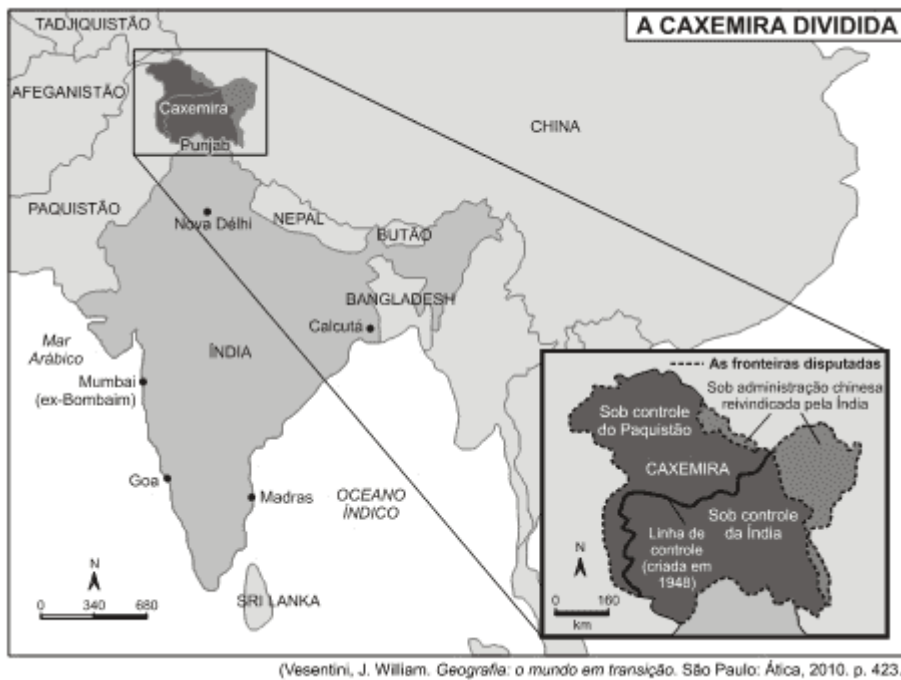 A CAXEMIRA DIVIDIDA
TADJIQUISTÃO
AFEGANISTÃO
Caxemira
CHINA
Punjab
PAQUISTÃO
Nova Délhi
NEPAL
BUTÃO
BANGLADESH
Calcutá
Mar
Arábico
ÍNDIA
Mumbai
(ex-Bombaim)
Goa
Madras
OCEANO
ÍNDICO
SRI LANKA
N
0 340 680
As fronteiras disputadas
Sob administração chinesa
reivindicada pela Índia
Sob controle
do Paquistão
CAXEMIRA
Sob controle
da Índia
Linha de
controle
(criada em
1948)
N
0 160
km
(Vesentini, J. William. Geografia: o mundo em transição. São Paulo: Ática, 2010. p. 423.